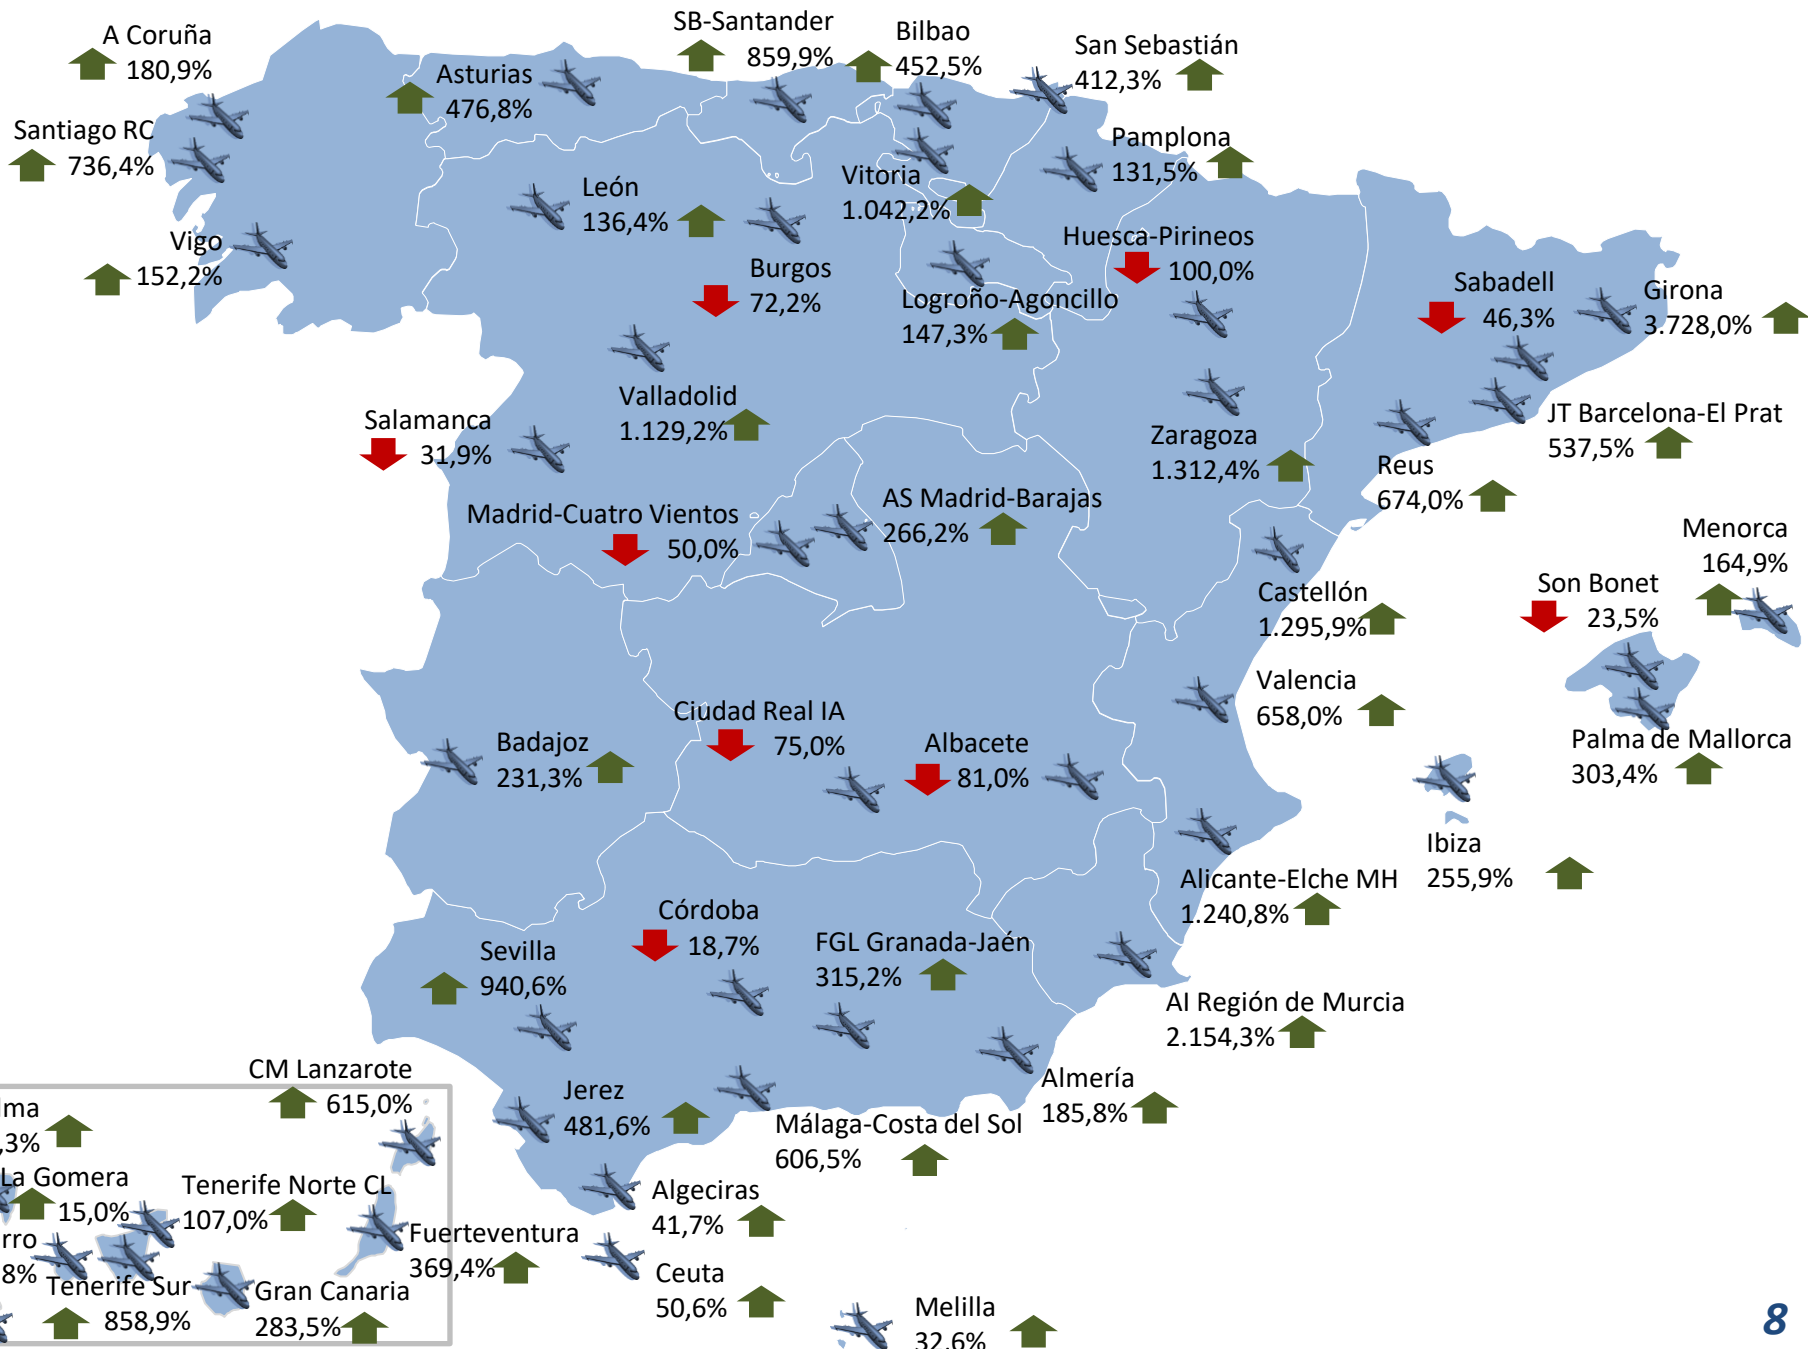 SB-Santander
859,9%
Bilbao
452,5%
A Coruña
180,9%
San Sebastián
412,3%
Asturias
476,8%
Santiago RC
736,4%
Pamplona
131,5%
Vitoria
1.042,2%
León
136,4%
Vigo
152,2%
Huesca-Pirineos
100,0%
Burgos
72,2%
Sabadell
46,3%
Girona
3.728,0%
Logroño-Agoncillo
147,3%
Valladolid
1.129,2%
Salamanca
31,9%
JT Barcelona-El Prat
537,5%
Zaragoza
1.312,4%
Reus
674,0%
AS Madrid-Barajas
266,2%
Madrid-Cuatro Vientos
50,0%
Menorca
164,9%
Son Bonet
23,5%
Castellón
1.295,9%
Valencia
658,0%
Ciudad Real IA
75,0%
Badajoz
231,3%
Albacete
81,0%
Palma de Mallorca
303,4%
Ibiza
255,9%
Alicante-Elche MH
1.240,8%
Córdoba
18,7%
FGL Granada-Jaén
315,2%
Sevilla
940,6%
AI Región de Murcia
2.154,3%
CM Lanzarote
615,0%
Almería
185,8%
Jerez
481,6%
Málaga-Costa del Sol
606,5%
lma
,3%
La Gomera
15,0%
Tenerife Norte CL
107,0%
Algeciras
41,7%
rro
8%
Fuerteventura
369,4%
Tenerife Sur
858,9%
Gran Canaria
283,5%
Ceuta
50,6%
Melilla
32,6%
8